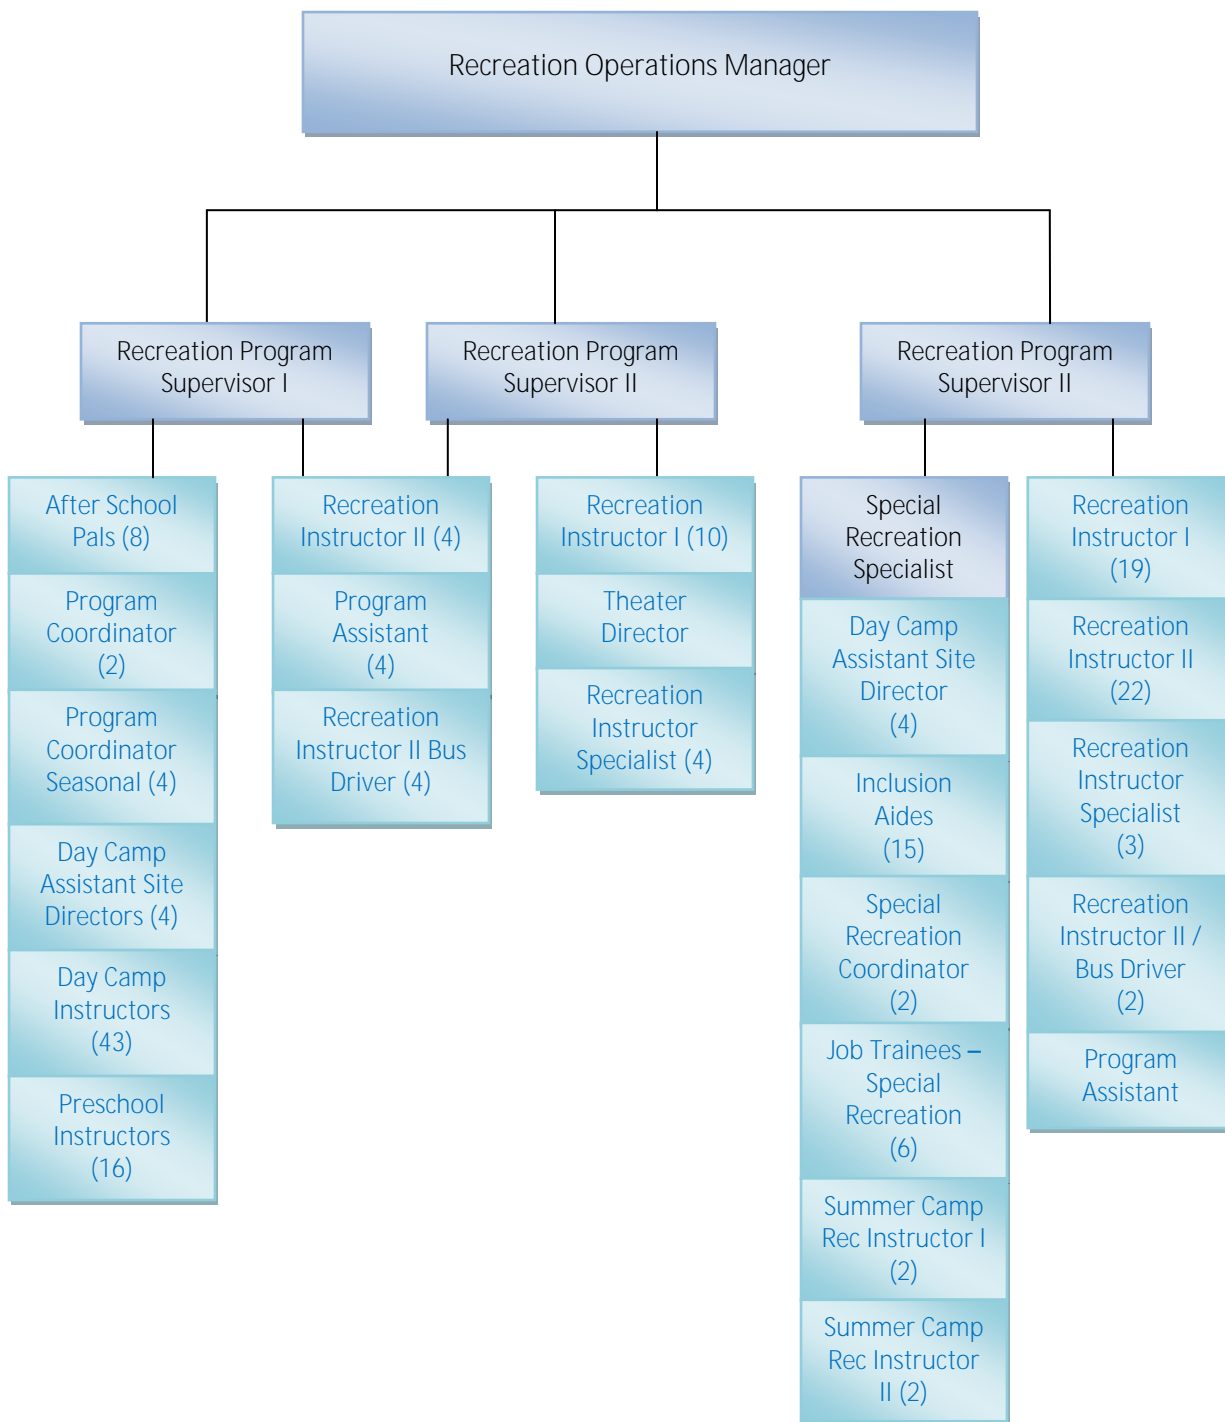 Recreation Operations Manager
Recreation Program
Supervisor I
Recreation Program
Supervisor II
Recreation Program
Supervisor II
After School
Pals (8)
Program
Coordinator
(2)
Program
Coordinator
Seasonal (4)
Day Camp
Assistant Site
Directors (4)
Day Camp
Instructors
(43)
Preschool
Instructors
(16)
Recreation
Instructor II (4)
Program
Assistant
(4)
Recreation
Instructor II Bus
Driver (4)
Recreation
Instructor I (10)
Theater
Director
Recreation
Instructor
Specialist (4)
Special
Recreation
Specialist
Day Camp
Assistant Site
Director
(4)
Inclusion
Aides
(15)
Special
Recreation
Coordinator
(2)
Job Trainees –
Special
Recreation
(6)
Summer Camp
Rec Instructor I
(2)
Summer Camp
Rec Instructor
II (2)
Recreation
Instructor I
(19)
Recreation
Instructor II
(22)
Recreation
Instructor
Specialist
(3)
Recreation
Instructor II /
Bus Driver
(2)
Program
Assistant